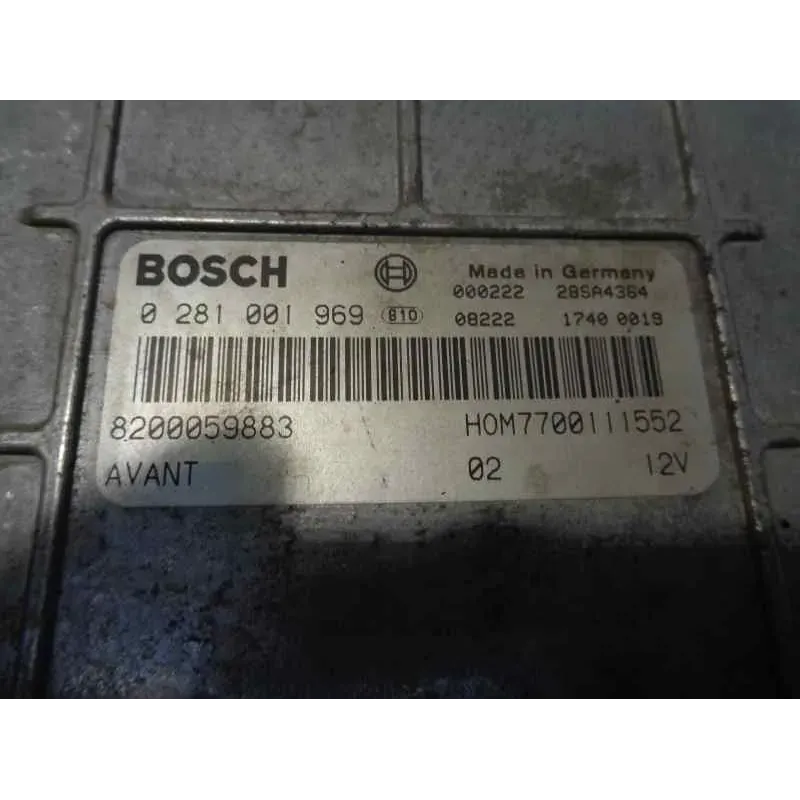 BOSCH Made in Germany
000222 28SA4364
0 281 001 969 810 08222 1740 0019
8200059883 HOM7700111552
AVANT 02 12V